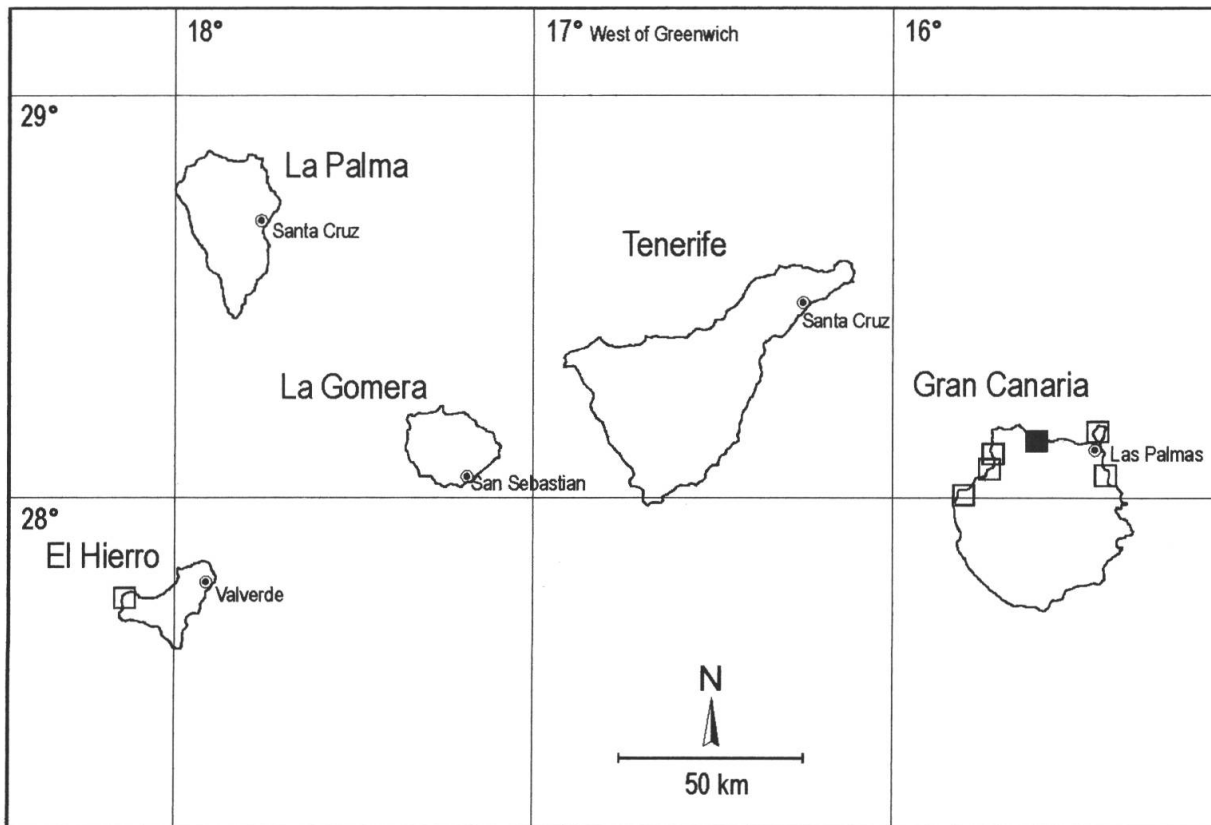 18°
17° West of Greenwich
16°
29°
La Palma
Santa Cruz
Tenerife
Santa Cruz
La Gomera
San Sebastian
Gran Canaria
Las Palmas
28°
El Hierro
Valverde
N
50 km